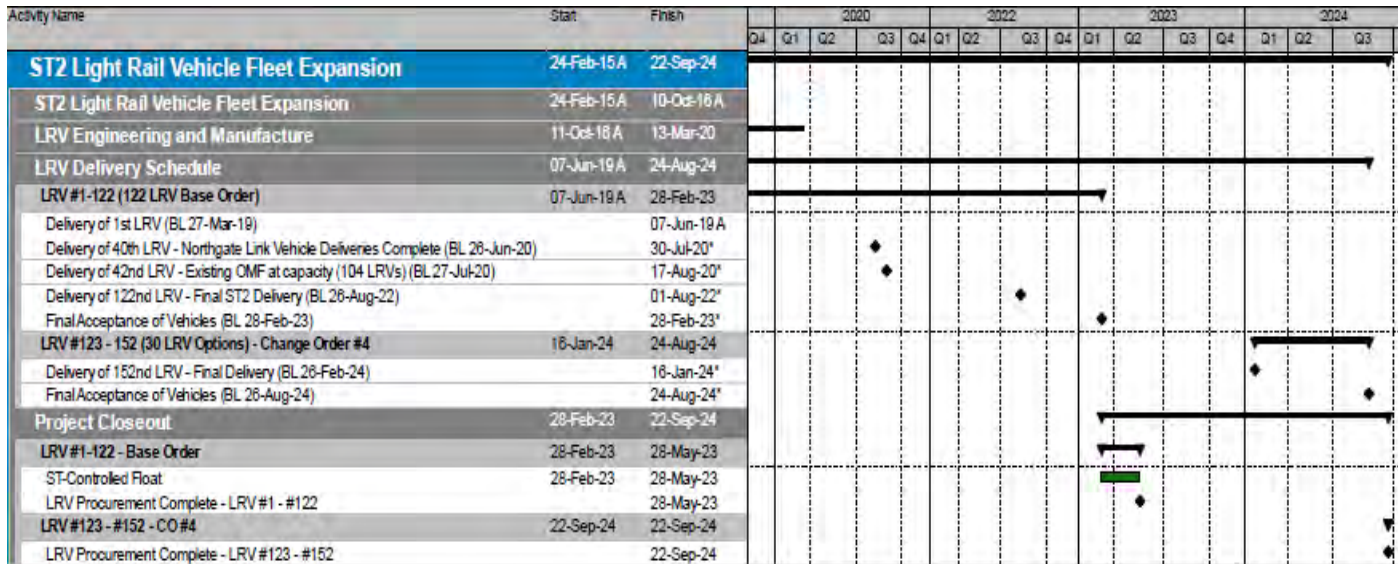 Activity Name Start Finish 2020 2022 2023 2024
Q4 Q1 Q2 Q3 Q4 Q1 Q2 Q3 Q4 Q1 Q2 Q3 Q4 Q1 Q2 Q3
ST2 Light Rail Vehicle Fleet Expansion 24-Feb-15 A 22-Sep-24
ST2 Light Rail Vehicle Fleet Expansion 24-Feb-15 A 10-Oct-16 A
LRV Engineering and Manufacture 11-Oct-16 A 13-Mar-20
LRV Delivery Schedule 07-Jun-19 A 24-Aug-24
LRV #1-122 (122 LRV Base Order) 07-Jun-19 A 28-Feb-23
Delivery of 1st LRV (BL 27-Mar-19) 07-Jun-19 A
Delivery of 40th LRV - Northgate Link Vehicle Deliveries Complete (BL 26-Jun-20) 30-Jul-20*
Delivery of 42nd LRV - Existing OMF at capacity (104 LRVs) (BL 27-Jul-20) 17-Aug-20*
Delivery of 122nd LRV - Final ST2 Delivery (BL 26-Aug-22) 01-Aug-22*
Final Acceptance of Vehicles (BL 28-Feb-23) 28-Feb-23*
LRV #123 - 152 (30 LRV Options) - Change Order #4 16-Jan-24 24-Aug-24
Delivery of 152nd LRV - Final Delivery (BL 26-Feb-24) 16-Jan-24*
Final Acceptance of Vehicles (BL 26-Aug-24) 24-Aug-24*
Project Closeout 28-Feb-23 22-Sep-24
LRV #1-122 - Base Order 28-Feb-23 28-May-23
ST-Controlled Float 28-Feb-23 28-May-23
LRV Procurement Complete - LRV #1 - #122 28-May-23
LRV #123 - #152 - CO #4 22-Sep-24 22-Sep-24
LRV Procurement Complete - LRV #123 - #152 22-Sep-24